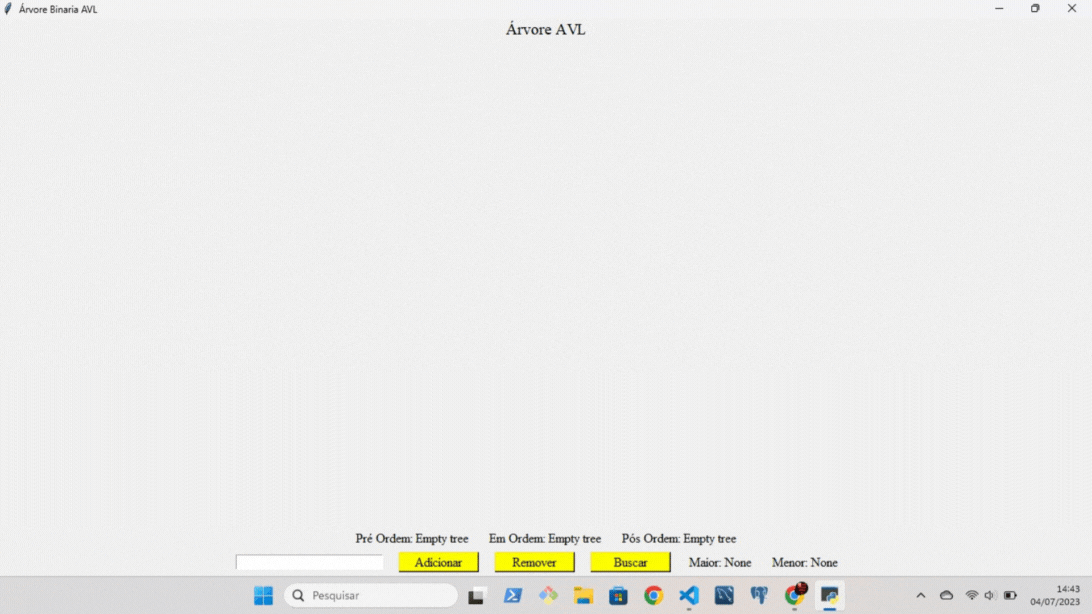 Árvore Binaria AVL
Árvore AVL
Pré Ordem: Empty tree Em Ordem: Empty tree Pós Ordem: Empty tree
Adicionar Remover Buscar Maior: None Menor: None
Pesquisar
14:43
04/07/2023